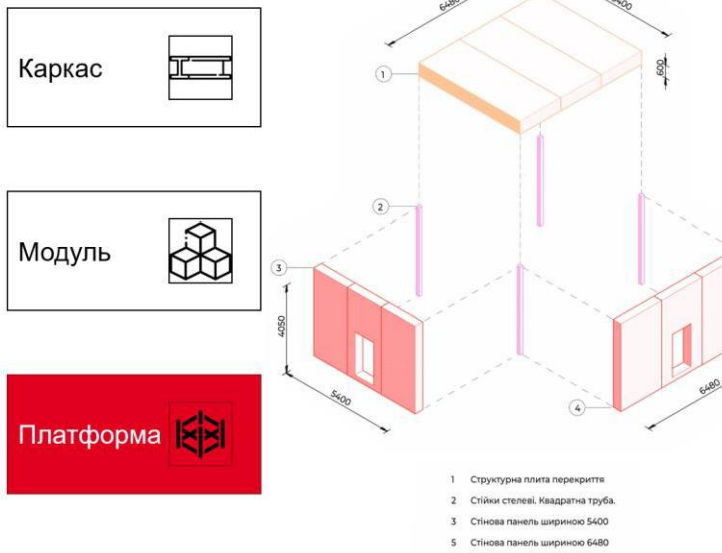 Каркас
Модуль
Платформа
6480
5400
600
1
2
3
4050
5400
4
6480
1 Структурна плита перекриття
2 Стійки стелеві. Квадратна труба.
3 Стінова панель шириною 5400
5 Стінова панель шириною 6480